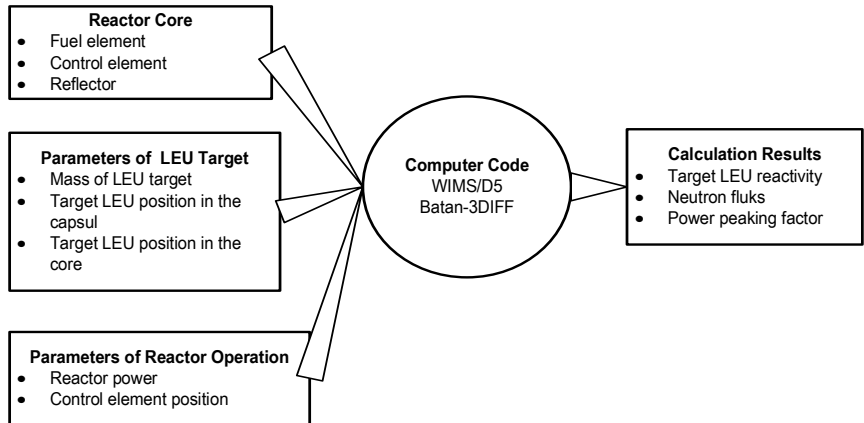 Reactor Core
• Fuel element
• Control element
• Reflector
Parameters of LEU Target
• Mass of LEU target
• Target LEU position in the
capsul
• Target LEU position in the
core
Parameters of Reactor Operation
• Reactor power
• Control element position
Computer Code
WIMS/D5
Batan-3DIFF
Calculation Results
• Target LEU reactivity
• Neutron fluks
• Power peaking factor